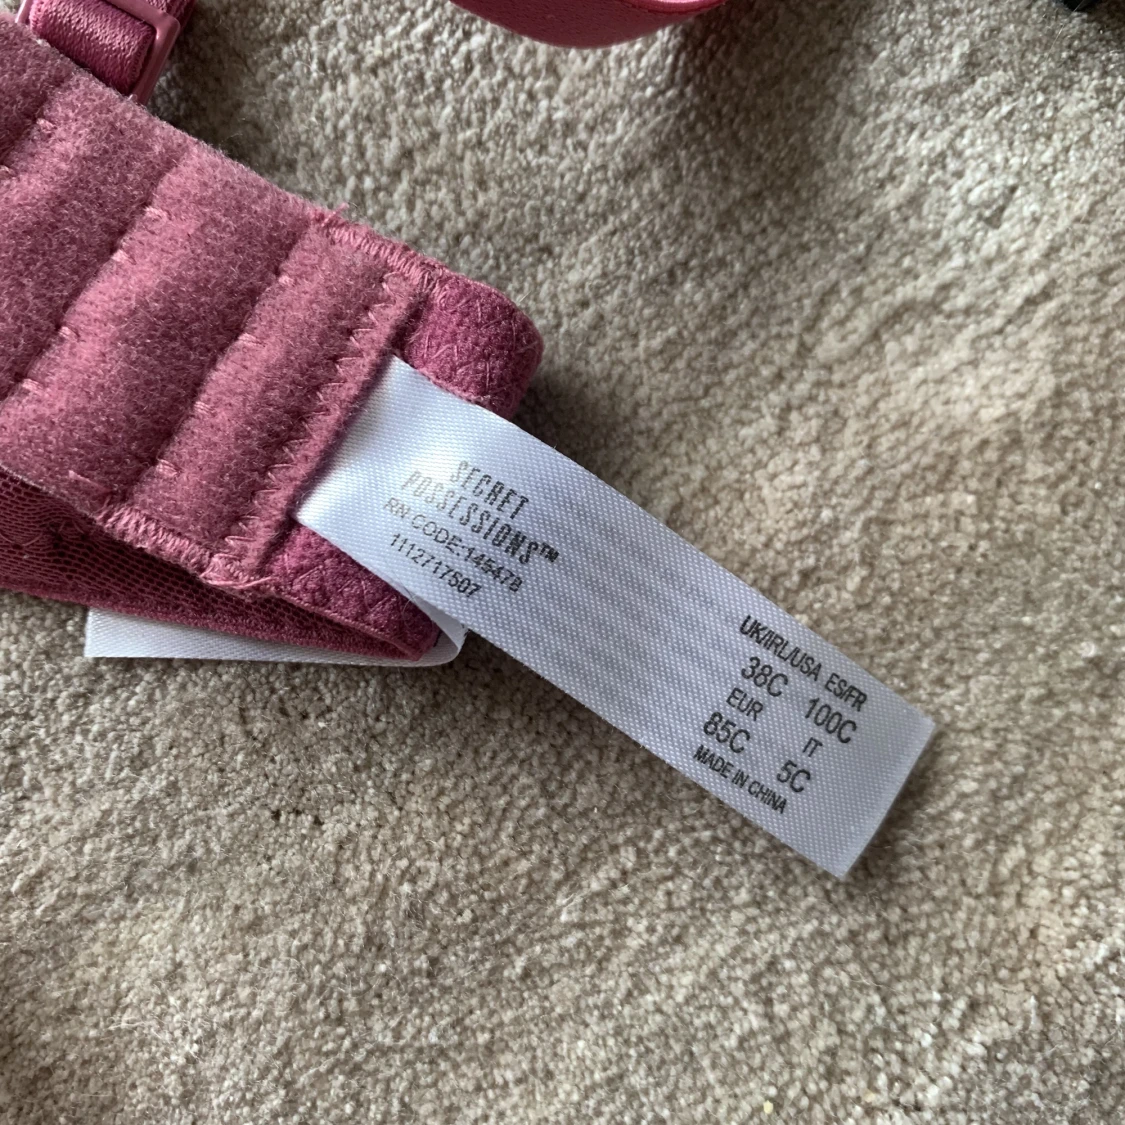 SECRET
POSSESSIONS™
RN CODE:145478
1112717507
UK/IRL/USA ES/FR
38C 100C
EUR IT
85C 5C
MADE IN CHINA